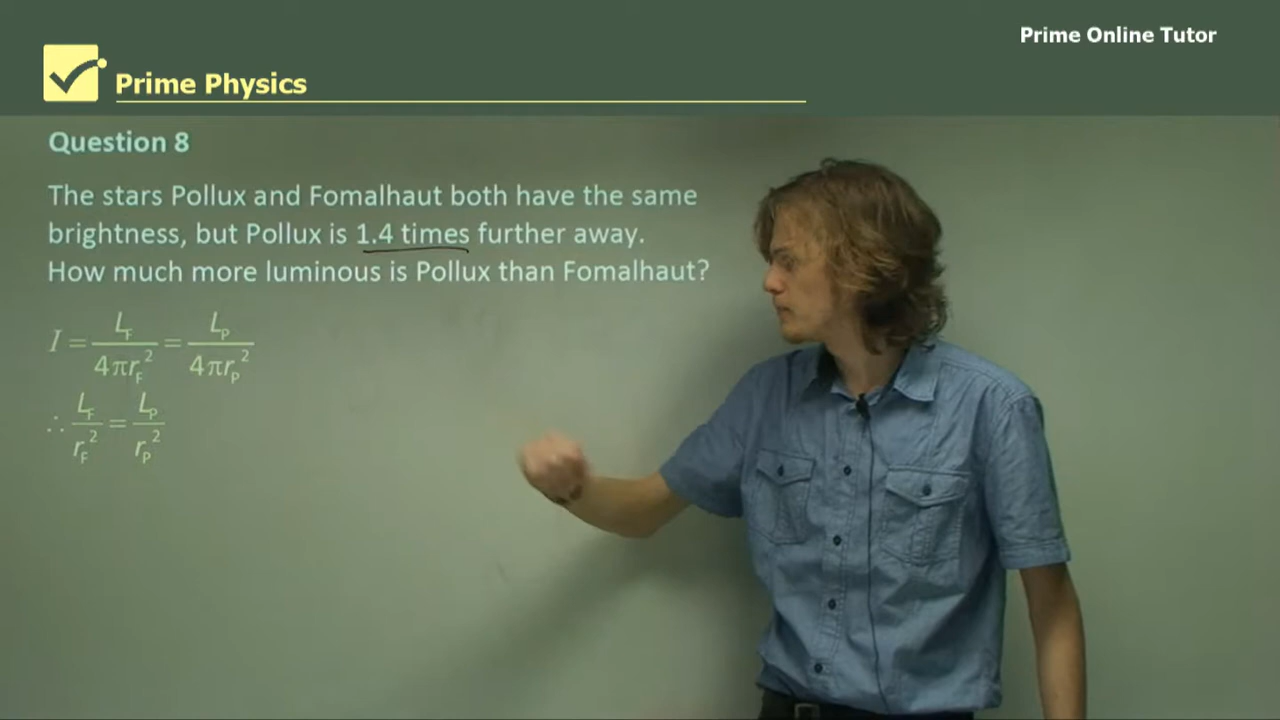 Prime Online Tutor
Prime Physics
Question 8
The stars Pollux and Fomalhaut both have the same
brightness, but Pollux is 1.4 times further away.
How much more luminous is Pollux than Fomalhaut?
I = L_F / 4πr_F² = L_P / 4πr_P²
∴ L_F / r_F² = L_P / r_P²